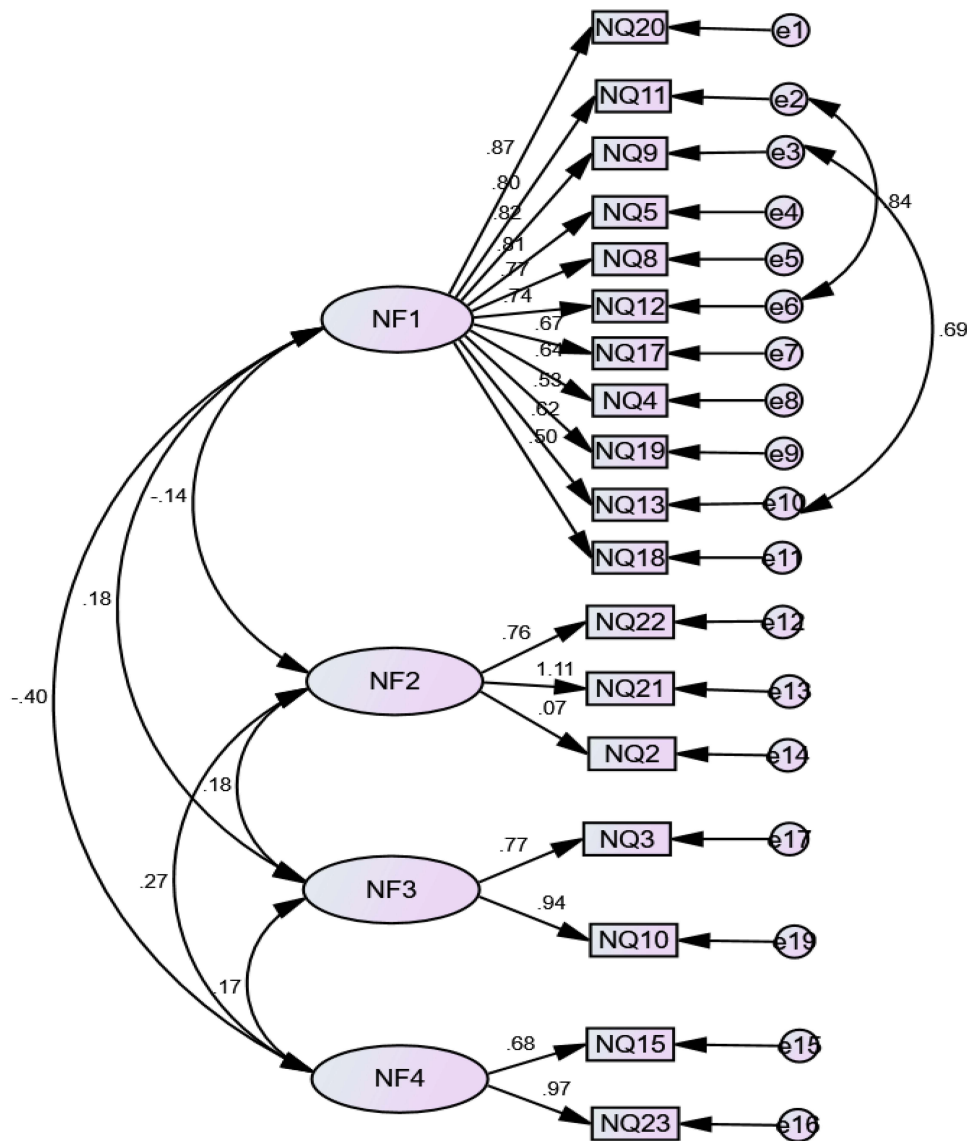 NQ20 e1
NQ11 e2
.87
NQ9 e3
.80
.82
NQ5 e4
.84
.81
NQ8 e5
.77
.74
NQ12 e6
NF1
.67
.69
NQ17 e7
.64
.53
NQ4 e8
.62
.50
NQ19 e9
-.14
NQ13 e10
NQ18 e11
.18
NQ22 e12
.76
1.11
NF2
NQ21 e13
-.40
.07
NQ2 e14
.18
NQ3 e17
.77
.27
NF3
.94
NQ10 e19
.17
.68
NQ15 e15
NF4
.97
NQ23 e16